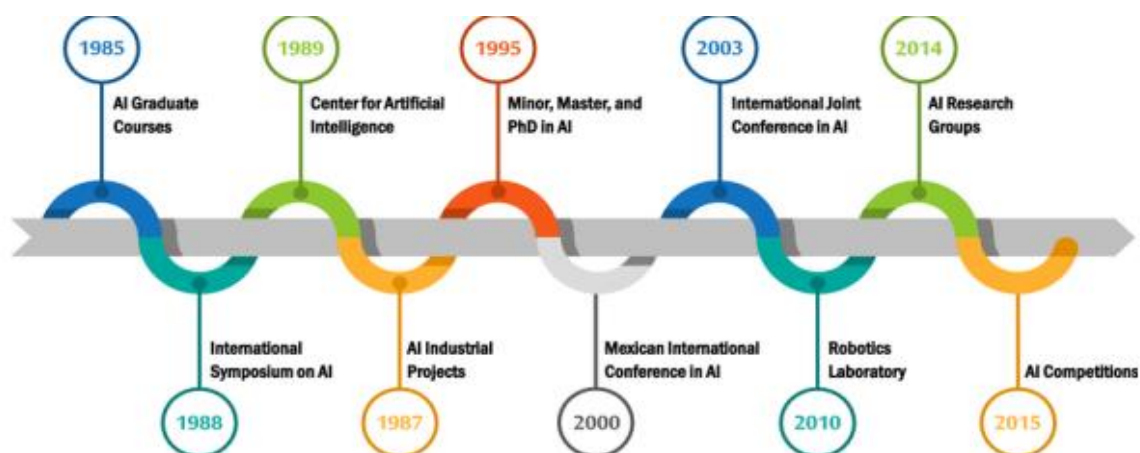 1985
1989
1995
2003
2014
AI Graduate
Courses
Center for Artificial
Intelligence
Minor, Master, and
PhD in AI
International Joint
Conference in AI
AI Research
Groups
International
Symposium on AI
AI Industrial
Projects
Mexican International
Conference in AI
Robotics
Laboratory
AI Competitions
1988
1987
2000
2010
2015